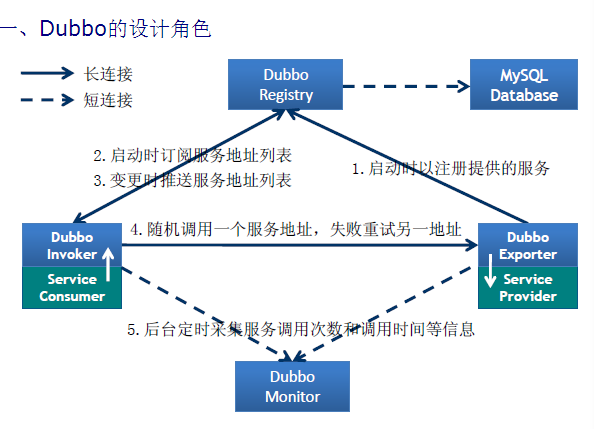 一、Dubbo的设计角色
长连接
短连接
Dubbo
Registry
MySQL
Database
2.启动时订阅服务地址列表
3.变更时推送服务地址列表
1.启动时以注册提供的服务
4.随机调用一个服务地址，失败重试另一地址
Dubbo
Invoker
Service
Consumer
Dubbo
Exporter
Service
Provider
5.后台定时采集服务调用次数和调用时间等信息
Dubbo
Monitor